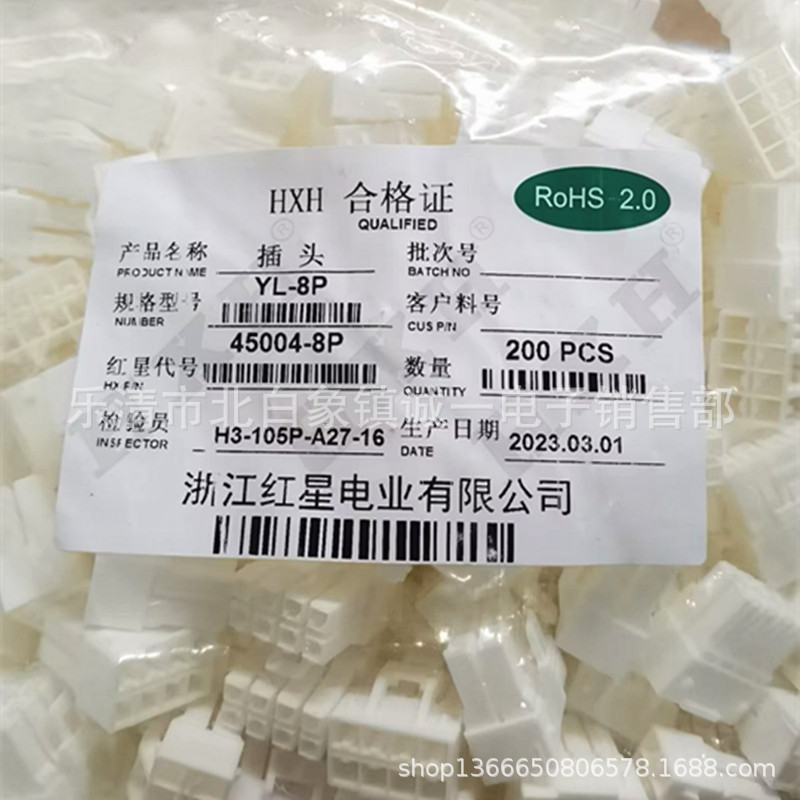 HXH 合格证
QUALIFIED
RoHS 2.0
产品名称 插头
PRODUCT NAME
批次号
BATCH NO
规格型号 YL-8P
NUMBER
客户料号
CUS P/N
红星代号 45004-8P
HX P/N
数量 200 PCS
QUANTITY
乐清市北白象镇诚一电子销售部
检验员 H3-105P-A27-16
INSPECTOR
生产日期 2023.03.01
DATE
浙江红星电业有限公司
shop1366650806578.1688.com